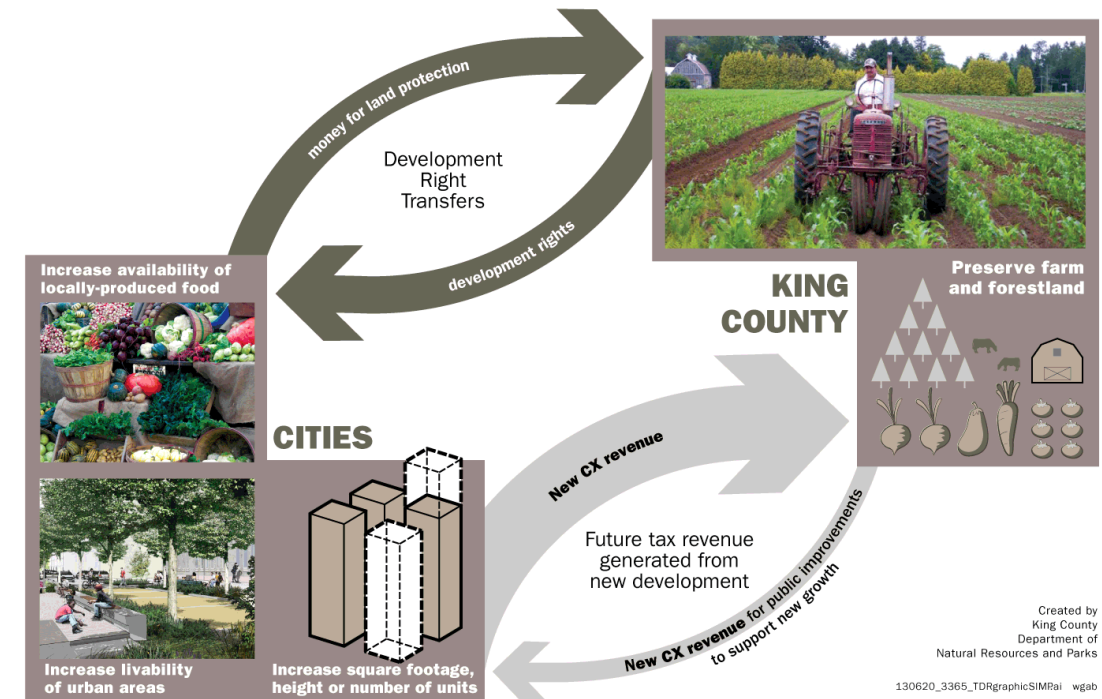 money for land protection
Development
Right
Transfers
development rights
Increase availability of
locally-produced food
KING
COUNTY
Preserve farm
and forestland
CITIES
New CX revenue
Future tax revenue
generated from
new development
New CX revenue for public improvements
to support new growth
Increase livability
of urban areas
Increase square footage,
height or number of units
Created by
King County
Department of
Natural Resources and Parks
130620_3365_TDRgraphicSIMP.ai wgab